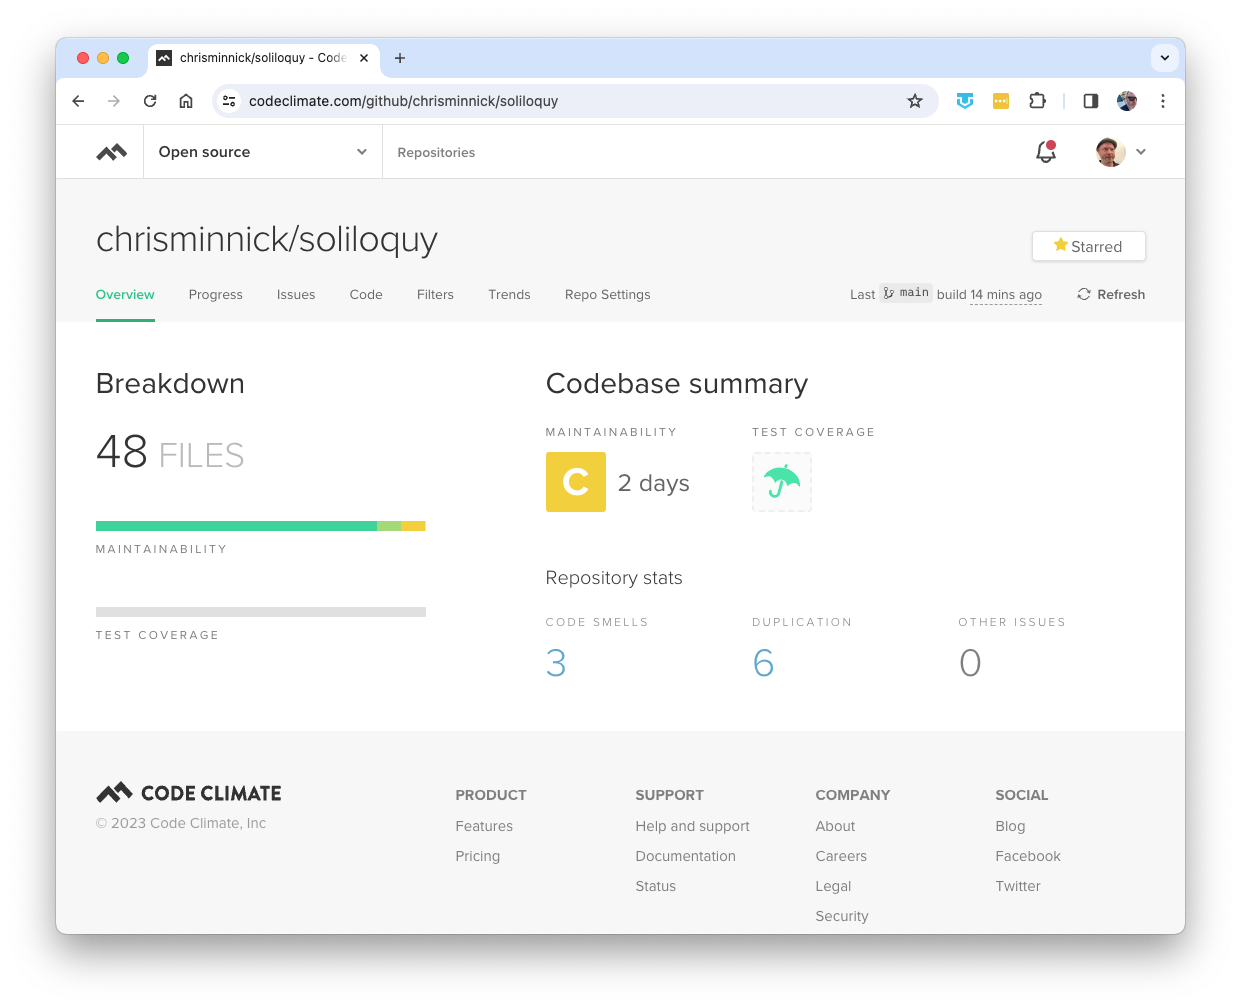 chrisminnick/soliloquy - Code
codeclimate.com/github/chrisminnick/soliloquy
Open source
Repositories
chrisminnick/soliloquy
Starred
Overview Progress Issues Code Filters Trends Repo Settings
Last main build 14 mins ago Refresh
Breakdown
48 FILES
MAINTAINABILITY
TEST COVERAGE
Codebase summary
MAINTAINABILITY
C 2 days
TEST COVERAGE
Repository stats
CODE SMELLS
3
DUPLICATION
6
OTHER ISSUES
0
CODE CLIMATE
© 2023 Code Climate, Inc
PRODUCT
Features
Pricing
SUPPORT
Help and support
Documentation
Status
COMPANY
About
Careers
Legal
Security
SOCIAL
Blog
Facebook
Twitter